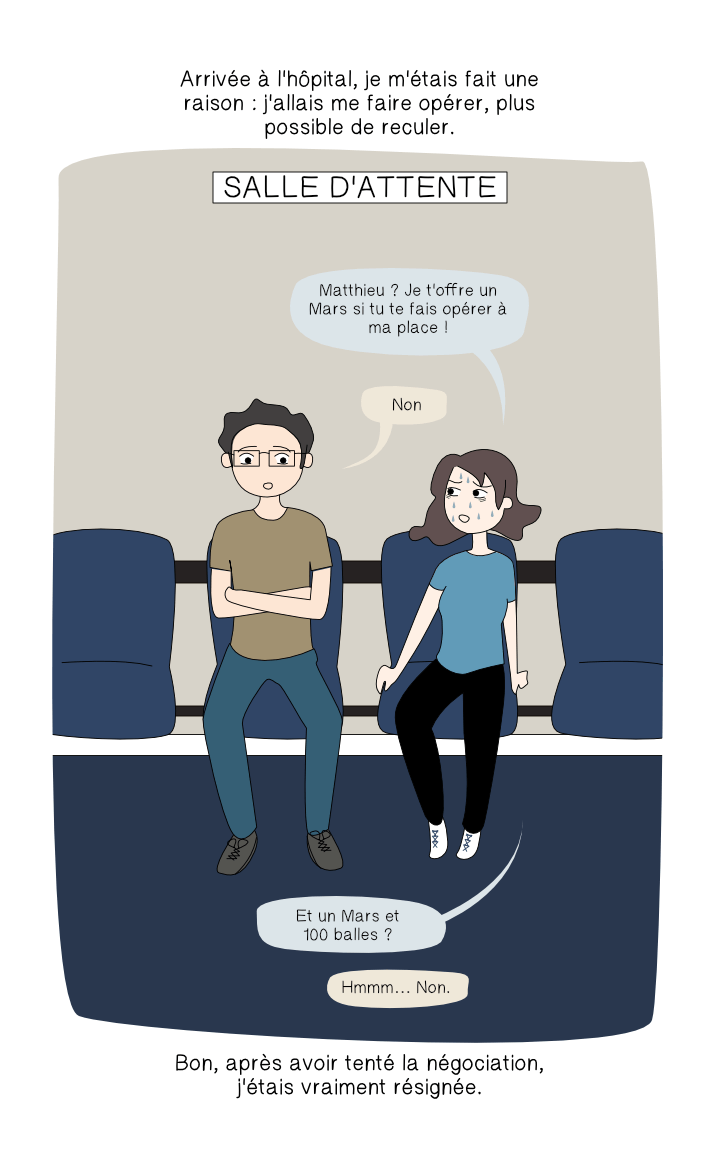 Arrivée à l'hôpital, je m'étais fait une
raison : j'allais me faire opérer, plus
possible de reculer.
SALLE D'ATTENTE
Matthieu ? Je t'offre un
Mars si tu te fais opérer à
ma place !
Non
Et un Mars et
100 balles ?
Hmmm... Non.
Bon, après avoir tenté la négociation,
j'étais vraiment résignée.